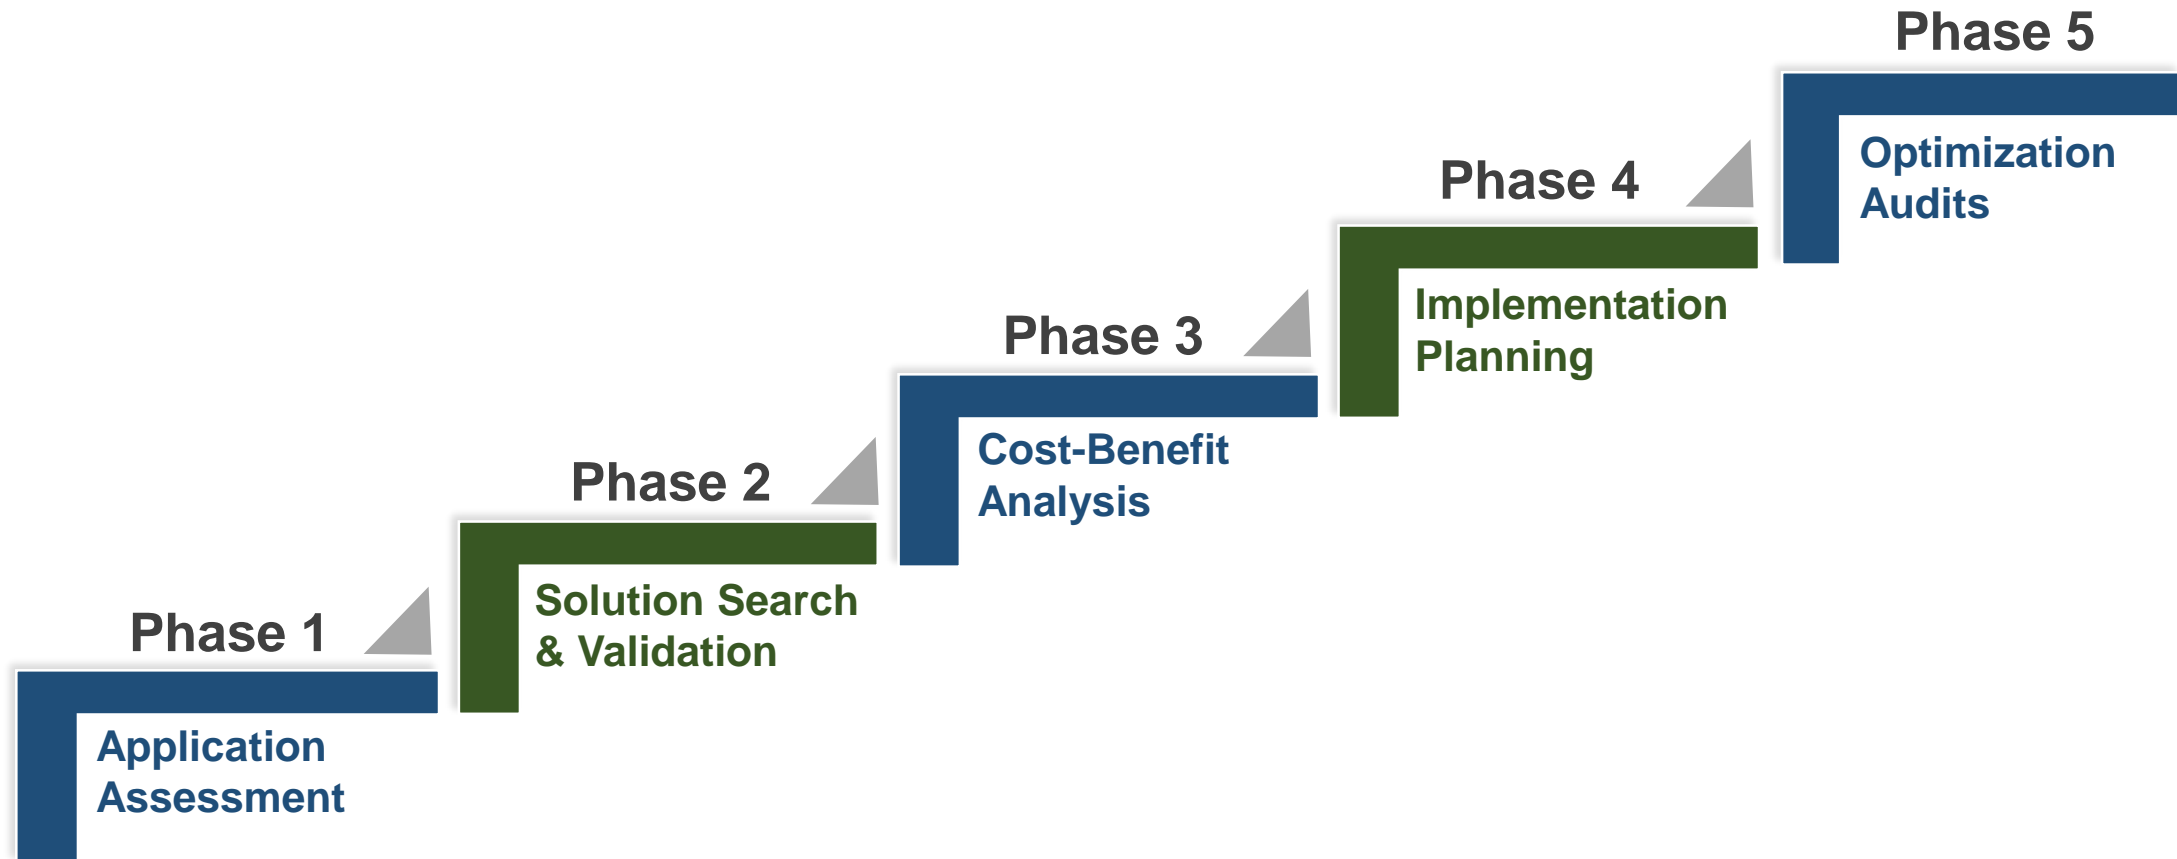 Phase 1
Application
Assessment
Phase 2
Solution Search
& Validation
Phase 3
Cost-Benefit
Analysis
Phase 4
Implementation
Planning
Phase 5
Optimization
Audits